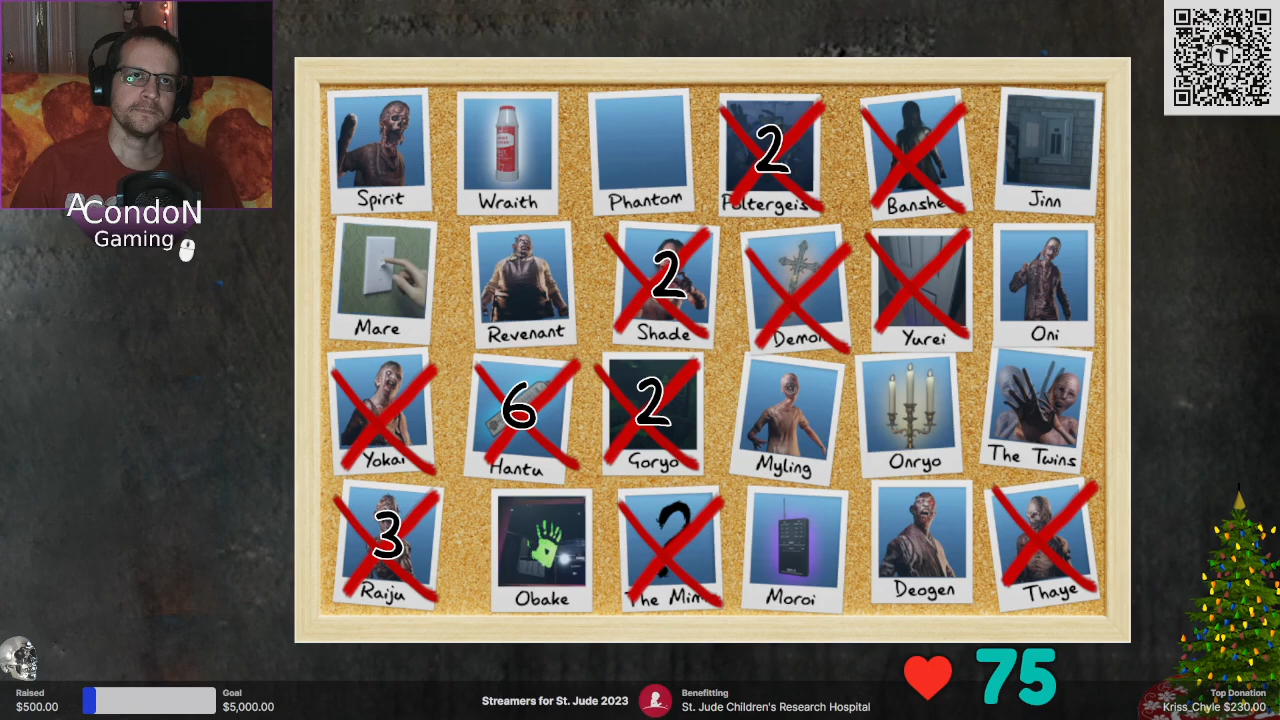 ACondoN
Gaming
Spirit
Wraith
Phantom
2
Poltergeis
Banshe
Jinn
Mare
Revenant
2
Shade
Demo
Yurei
Oni
Yokai
6
Hantu
2
Goryo
Myling
Onryo
The Twins
3
Raiju
Obake
?
The Mim
Moroi
Deogen
Thaye
75
Raised
$500.00
Goal
$5,000.00
Streamers for St. Jude 2023
Benefitting
St. Jude Children's Research Hospital
Top Donation
Kriss_Chyle $230.00